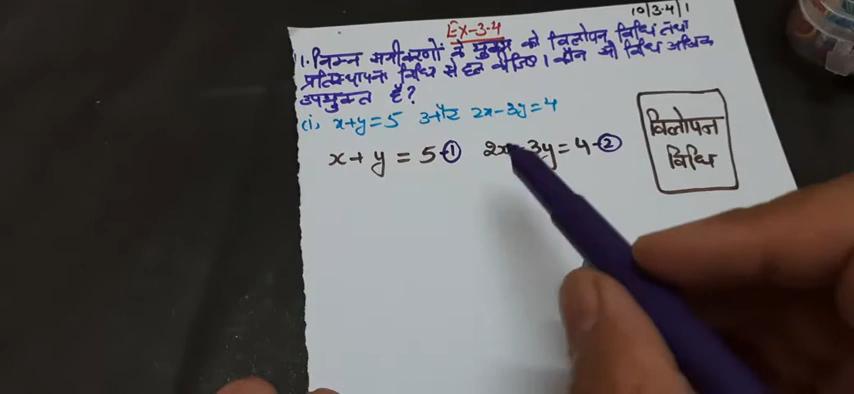 10/3.4/1
Ex-3.4
1. निम्न समीकरणों के युग्म को विलोपन विधि तथा
प्रतिस्थापना विधि से हल कीजिए। कौन सी विधि अधिक
उपयुक्त है?
(i) x+y=5 और 2x-3y=4
x + y = 5 -① 2x - 3y = 4 -②
विलोपन
विधि